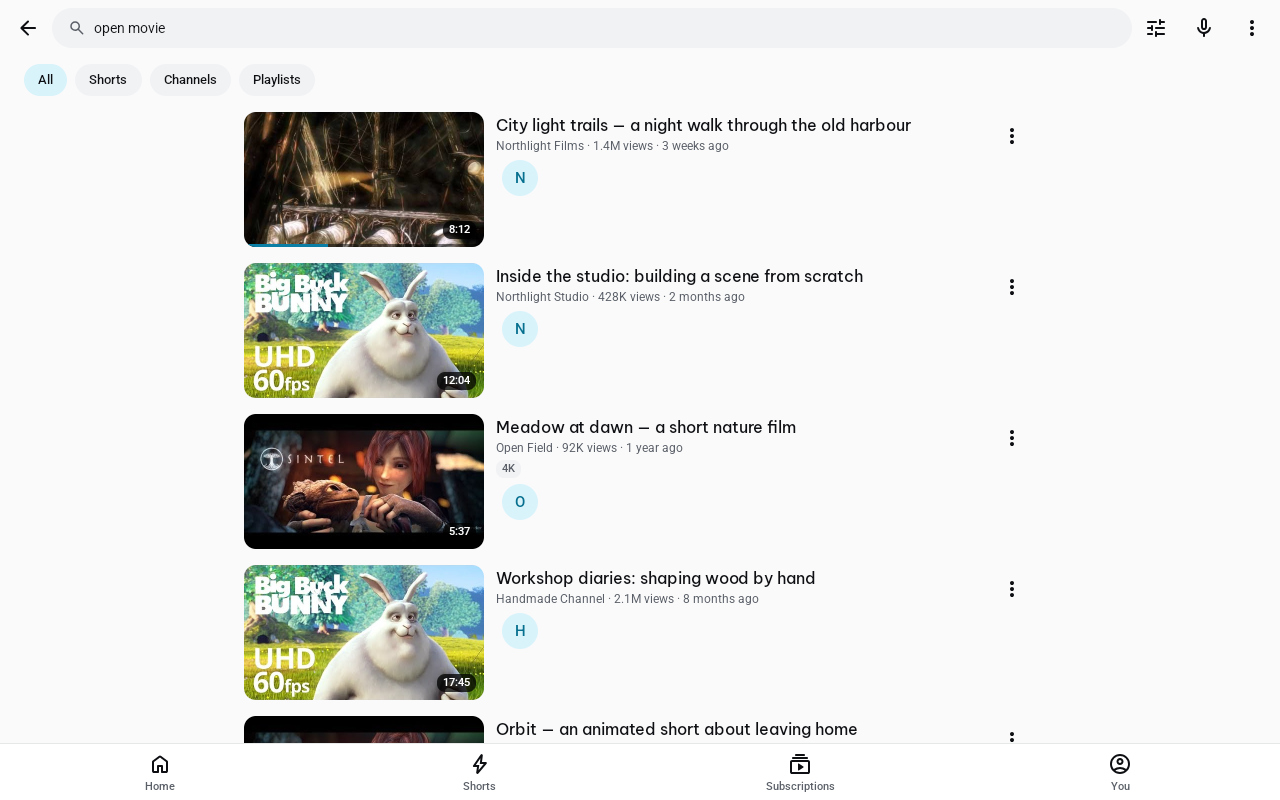 open movie
All
Shorts
Channels
Playlists
City light trails — a night walk through the old harbour
Northlight Films · 1.4M views · 3 weeks ago
N
8:12
Inside the studio: building a scene from scratch
Northlight Studio · 428K views · 2 months ago
N
Big Buck
BUNNY
UHD
60fps
12:04
Meadow at dawn — a short nature film
Open Field · 92K views · 1 year ago
4K
O
SINTEL
5:37
Workshop diaries: shaping wood by hand
Handmade Channel · 2.1M views · 8 months ago
H
Big Buck
BUNNY
UHD
60fps
17:45
Orbit — an animated short about leaving home
Home
Shorts
Subscriptions
You